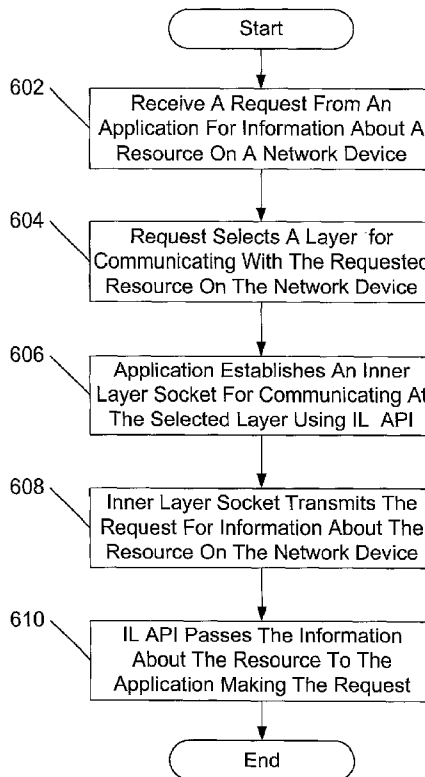 Start
602
Receive A Request From An
Application For Information About A
Resource On A Network Device
604
Request Selects A Layer for
Communicating With The Requested
Resource On The Network Device
606
Application Establishes An Inner
Layer Socket For Communicating At
The Selected Layer Using IL API
608
Inner Layer Socket Transmits The
Request For Information About The
Resource On The Network Device
610
IL API Passes The Information
About The Resource To The
Application Making The Request
End